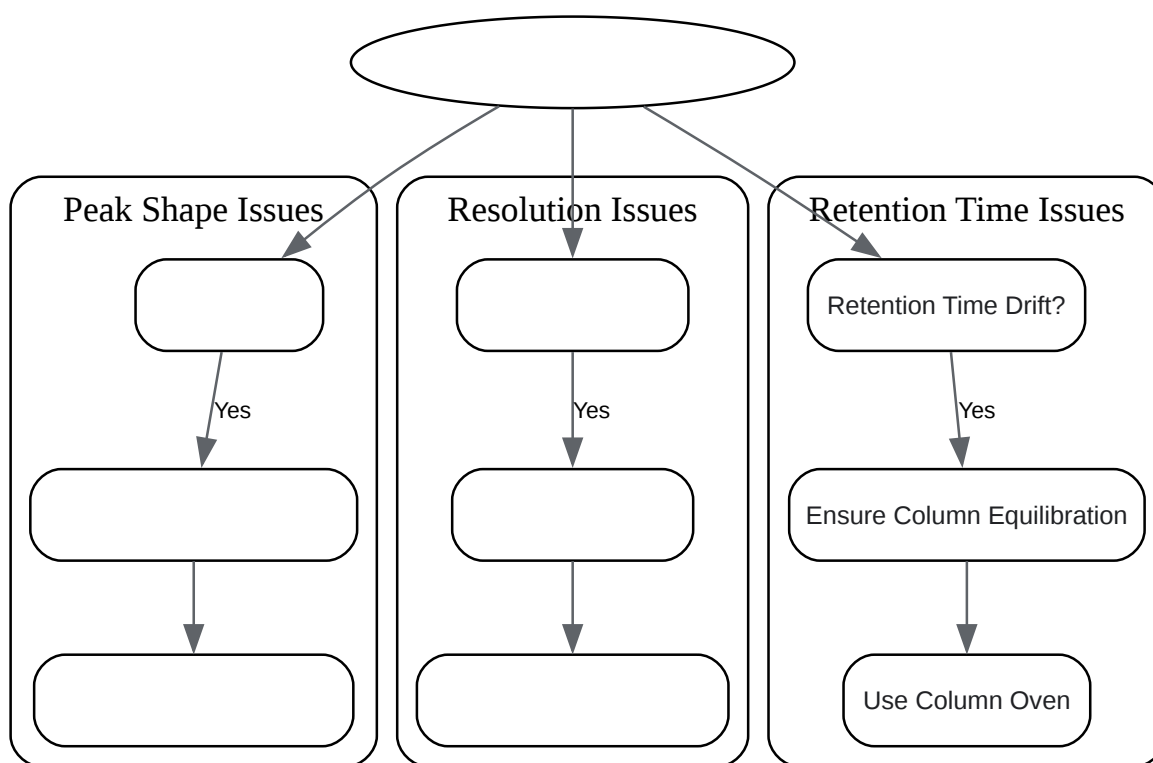 Peak Shape Issues
Resolution Issues
Retention Time Issues
Retention Time Drift?
Yes
Yes
Yes
Ensure Column Equilibration
Use Column Oven